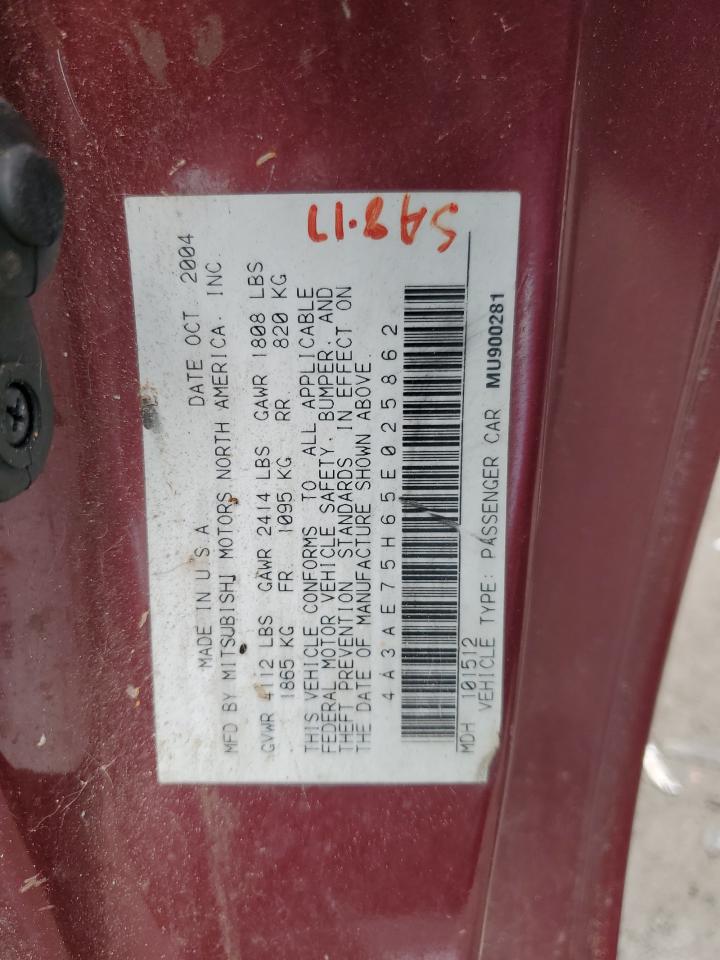 MADE IN U.S.A DATE OCT 2004
MFD BY MITSUBISHI MOTORS NORTH AMERICA. INC.
GVWR 4112 LBS GAWR 2414 LBS GAWR 1808 LBS
1865 KG FR 1095 KG RR 820 KG
THIS VEHICLE CONFORMS TO ALL APPLICABLE
FEDERAL MOTOR VEHICLE SAFETY. BUMPER. AND
THEFT PREVENTION STANDARDS IN EFFECT ON
THE DATE OF MANUFACTURE SHOWN ABOVE.
4A3AE75H65E025862
MDH 101512
VEHICLE TYPE: PASSENGER CAR MU900281
SA8-17